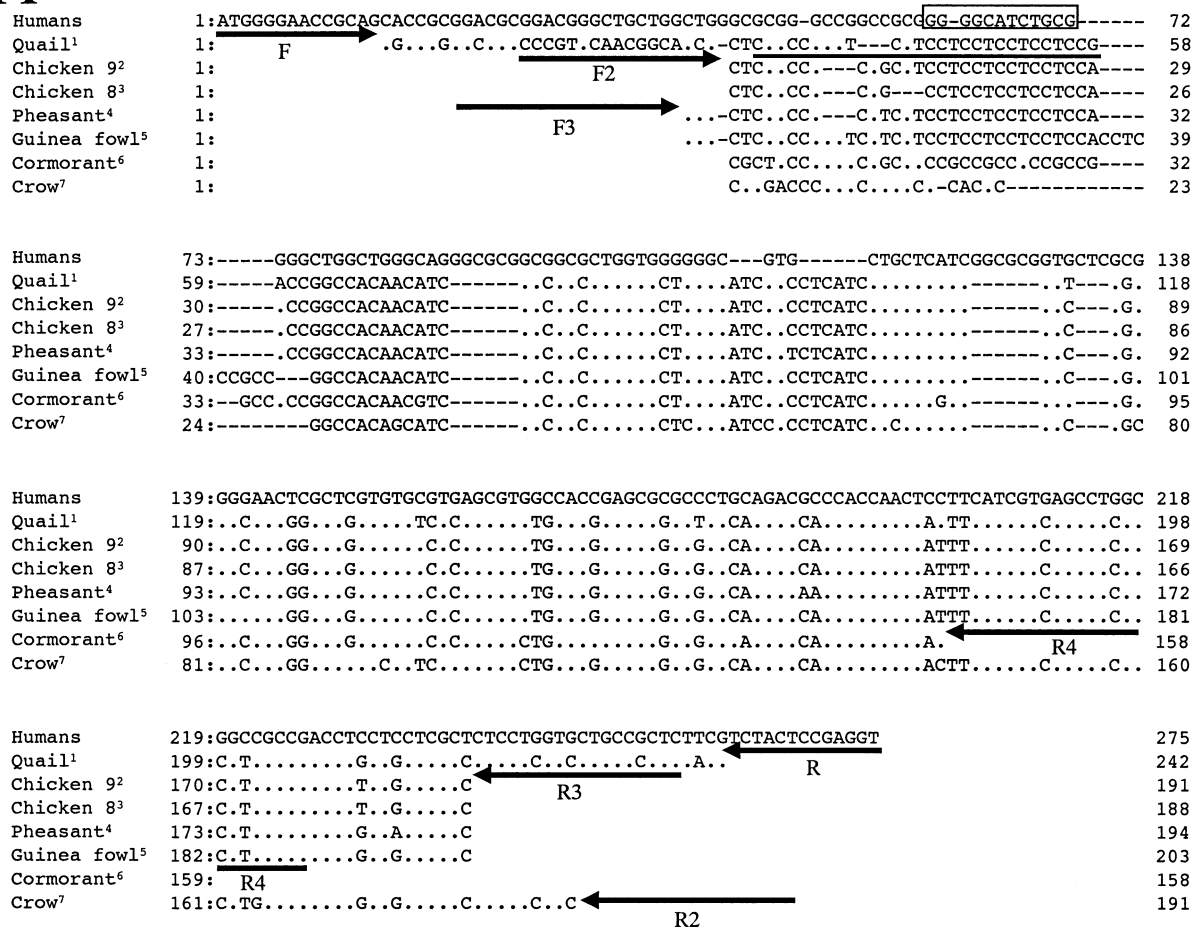 Humans 1:ATGGGGAACCGCAGCACCGCGGACGCGGACGGGCTGCTGGCTGGGCGCGG-GCCGGCCGCGGG-GGCATCTGCG------ 72
Quail¹ 1: .G...G..C...CCCGT.CAACGGCA.C.-CTC..CC...T---C.TCCTCCTCCTCCTCCG---- 58
F
Chicken 9² 1: CTC..CC.---C.GC.TCCTCCTCCTCCTCCA---- 29
F2
Chicken 8³ 1: CTC..CC.---C.G---CCTCCTCCTCCTCCA---- 26
Pheasant⁴ 1: ...-CTC..CC...---C.TC.TCCTCCTCCTCCTCCA---- 32
F3
Guinea fowl⁵ 1: ...-CTC..CC...TC.TC.TCCTCCTCCTCCTCCACCTC 39
Cormorant⁶ 1: CGCT.CC....C.GC..CCGCCGCC.CCGCCG---- 32
Crow⁷ 1: C..GACCC...C....C.-CAC.C------------ 23
Humans 73:-----GGGCTGGCTGGGCAGGGCGCGGCGGCGCTGGTGGGGGGC---GTG------CTGCTCATCGGCGCGGTGCTCGCG 138
Quail¹ 59:-----ACCGGCCACAACATC------..C..C......CT....ATC..CCTCATC.........------..T---.G. 118
Chicken 9² 30:-----.CCGGCCACAACATC------..C..C......CT....ATC..CCTCATC.........------..C---.G. 89
Chicken 8³ 27:-----.CCGGCCACAACATC------..C..C......CT....ATC..CCTCATC.........------..C---.G. 86
Pheasant⁴ 33:-----.CCGGCCACAACATC------..C..C......CT....ATC..TCTCATC.........------..C---.G. 92
Guinea fowl⁵ 40:CCGCC---GGCCACAACATC------..C..C......CT....ATC..CCTCATC.........------..C---.G. 101
Cormorant⁶ 33:--GCC.CCGGCCACAACGTC------..C..C......CT....ATC..CCTCATC......G..------...---.G. 95
Crow⁷ 24:--------GGCCACAGCATC------..C..C......CTC...ATCC.CCTCATC..C......------..C---.GC 80
Humans 139:GGGAACTCGCTCGTGTGCGTGAGCGTGGCCACCGAGCGCGCCCTGCAGACGCCCACCAACTCCTTCATCGTGAGCCTGGC 218
Quail¹ 119:..C...GG...G.....TC.C......TG...G.....G..T..CA....CA.........A.TT......C.....C.. 198
Chicken 9² 90:..C...GG...G......C.C......TG...G.....G..G..CA....CA.........ATTT......C.....C.. 169
Chicken 8³ 87:..C...GG...G......C.C......TG...G.....G..G..CA....CA.........ATTT......C.....C.. 166
Pheasant⁴ 93:..C...GG...G......C.C......TG...G.....G..G..CA....AA.........ATTT......C.....C.. 172
Guinea fowl⁵ 103:......GG...G......C.C......TG...G.....G..G..CA....CA.........ATTT......C.....C.. 181
Cormorant⁶ 96:..C...GG...G......C.C.....CTG...G.....G..G...A....CA.........A. 158
R4
Crow⁷ 81:..C...GG......C..TC.......CTG...G.....G..G..CA....CA.........ACTT......C.....C.. 160
Humans 219:GGCCGCCGACCTCCTCCTCGCTCTCCTGGTGCTGCCGCTCTTCGTCTACTCCGAGGT 275
Quail¹ 199:C.T.........G..G.....C.....C..C.....C....A.. 242
R
Chicken 9² 170:C.T.........T..G.....C 191
R3
Chicken 8³ 167:C.T.........T..G.....C 188
Pheasant⁴ 173:C.T.........G..A.....C 194
Guinea fowl⁵ 182:C.T.........G..G.....C 203
Cormorant⁶ 159: 158
R4
Crow⁷ 161:C.TG........G..G.....C.....C..C 191
R2